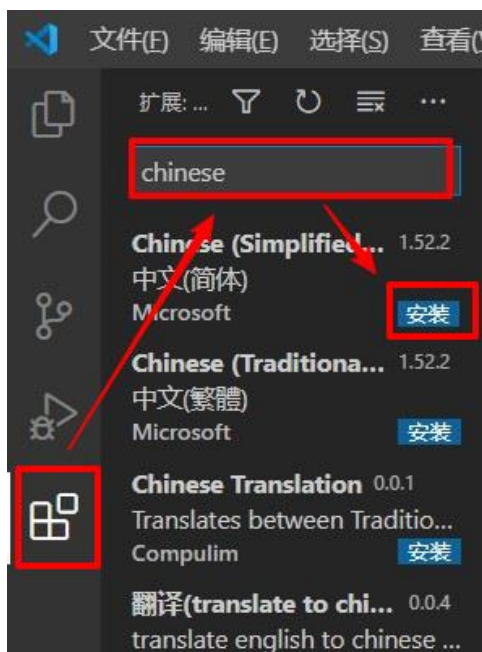 文件(F) 编辑(E) 选择(S) 查看(
扩展: ...
chinese
Chinese (Simplified... 1.52.2
中文(简体)
Microsoft 安装
Chinese (Traditiona... 1.52.2
中文(繁體)
Microsoft 安装
Chinese Translation 0.0.1
Translates between Traditio...
Compulim 安装
翻译(translate to chi... 0.0.4
translate english to chinese ...